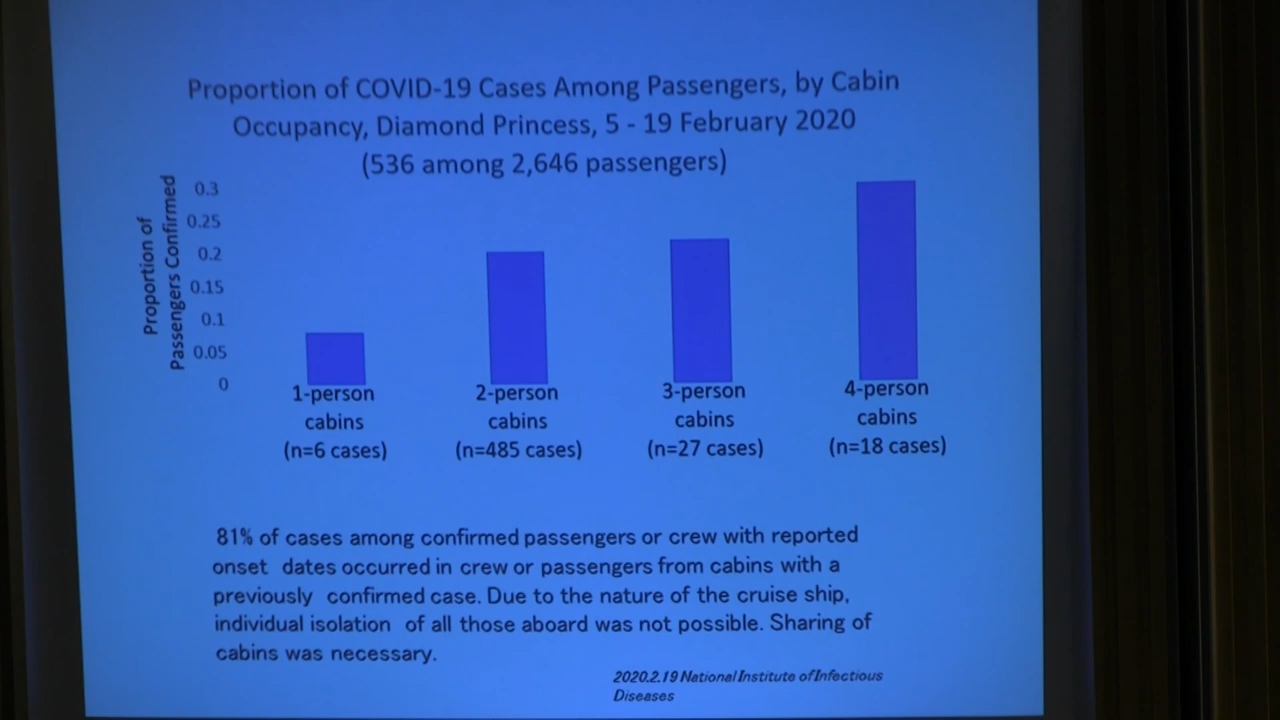 Proportion of COVID-19 Cases Among Passengers, by Cabin
Occupancy, Diamond Princess, 5 - 19 February 2020
(536 among 2,646 passengers)
Proportion of
Passengers Confirmed
0.3
0.25
0.2
0.15
0.1
0.05
0
1-person
cabins
(n=6 cases)
2-person
cabins
(n=485 cases)
3-person
cabins
(n=27 cases)
4-person
cabins
(n=18 cases)
81% of cases among confirmed passengers or crew with reported
onset dates occurred in crew or passengers from cabins with a
previously confirmed case. Due to the nature of the cruise ship,
individual isolation of all those aboard was not possible. Sharing of
cabins was necessary.
2020.2.19 National Institute of Infectious
Diseases